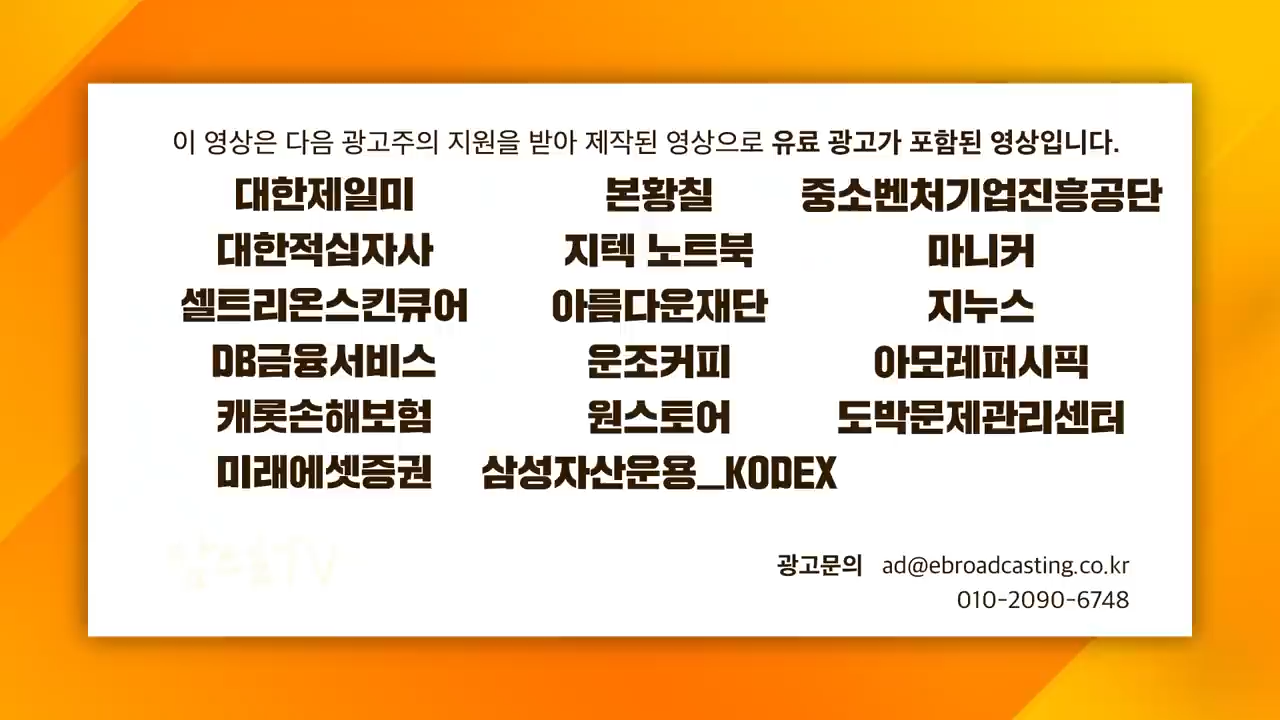 이 영상은 다음 광고주의 지원을 받아 제작된 영상으로 유료 광고가 포함된 영상입니다.
대한제일미 본황칠 중소벤처기업진흥공단
대한적십자사 지텍 노트북 마니커
셀트리온스킨큐어 아름다운재단 지누스
DB금융서비스 운조커피 아모레퍼시픽
캐롯손해보험 원스토어 도박문제관리센터
미래에셋증권 삼성자산운용_KODEX
광고문의 ad@ebroadcasting.co.kr
010-2090-6748